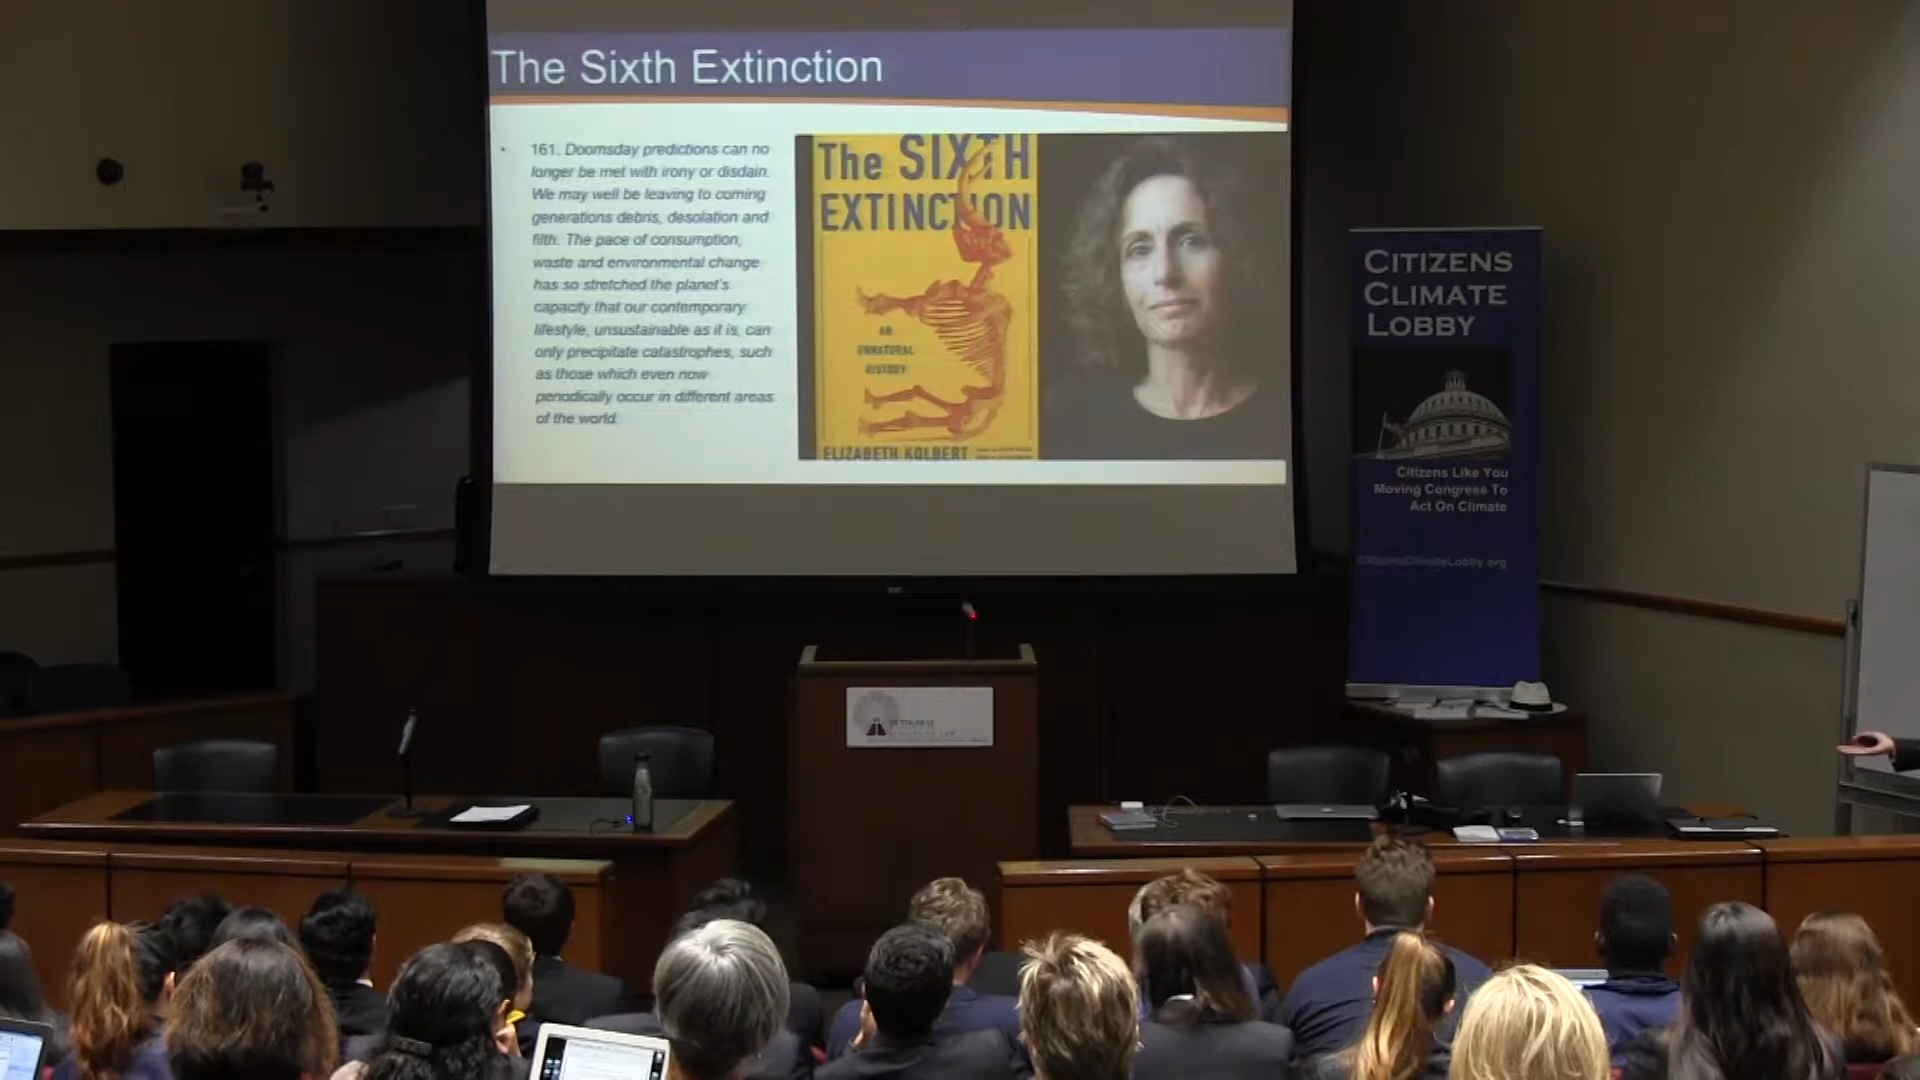 The Sixth Extinction
• 161. Doomsday predictions can no
longer be met with irony or disdain.
We may well be leaving to coming
generations debris, desolation and
filth. The pace of consumption,
waste and environmental change
has so stretched the planet's
capacity that our contemporary
lifestyle, unsustainable as it is, can
only precipitate catastrophes, such
as those which even now
periodically occur in different areas
of the world.
The SIXTH
EXTINCTION
AN
UNNATURAL
HISTORY
ELIZABETH KOLBERT
CITIZENS
CLIMATE
LOBBY
Citizens Like You
Moving Congress To
Act On Climate
CitizensClimateLobby.org